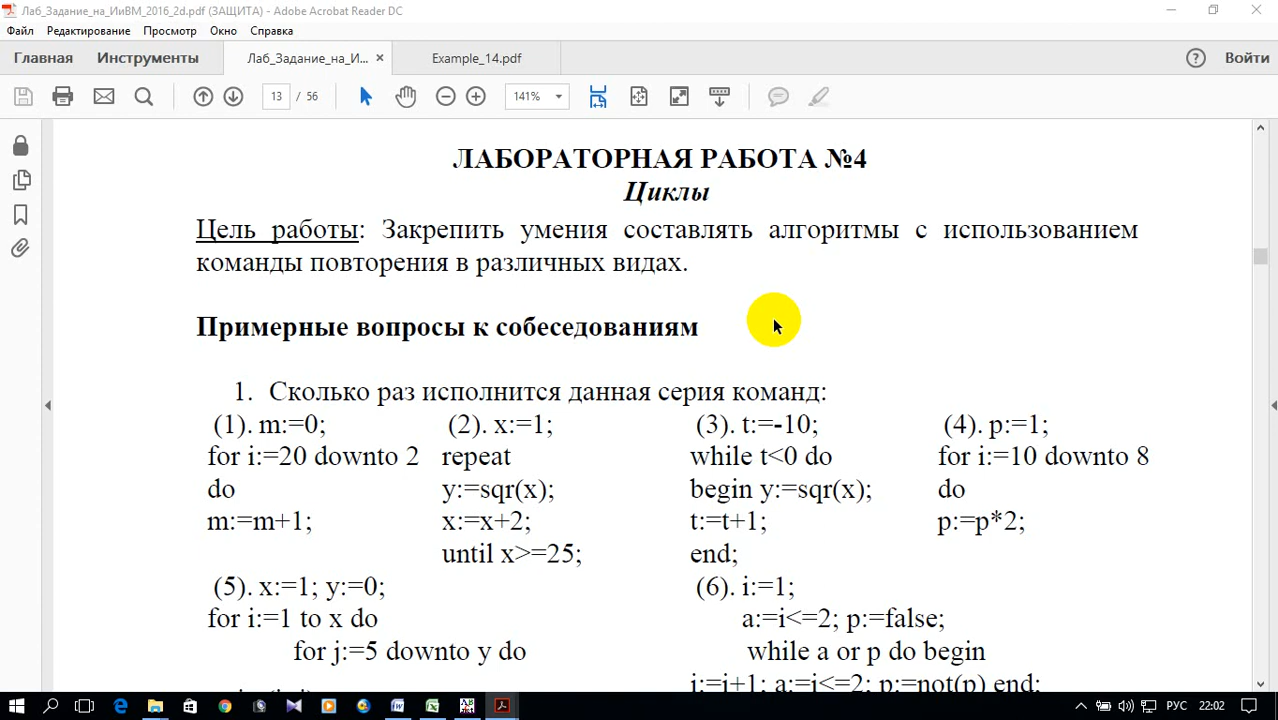 Лаб_Задание_на_ИиВМ_2016_2d.pdf (ЗАЩИТА) - Adobe Acrobat Reader DC
Файл Редактирование Просмотр Окно Справка
Главная Инструменты Лаб_Задание_на_И... Example_14.pdf Войти
13 / 56 141%
ЛАБОРАТОРНАЯ РАБОТА №4
Циклы
Цель работы: Закрепить умения составлять алгоритмы с использованием
команды повторения в различных видах.
Примерные вопросы к собеседованиям
1. Сколько раз исполнится данная серия команд:
(1). m:=0; (2). x:=1; (3). t:=-10; (4). p:=1;
for i:=20 downto 2 repeat while t<0 do for i:=10 downto 8
do y:=sqr(x); begin y:=sqr(x); do
m:=m+1; x:=x+2; t:=t+1; p:=p*2;
until x>=25; end;
(5). x:=1; y:=0; (6). i:=1;
for i:=1 to x do a:=i<=2; p:=false;
for j:=5 downto y do while a or p do begin
i:=i+1; a:=i<=2; p:=not(p) end;
РУС 22:02